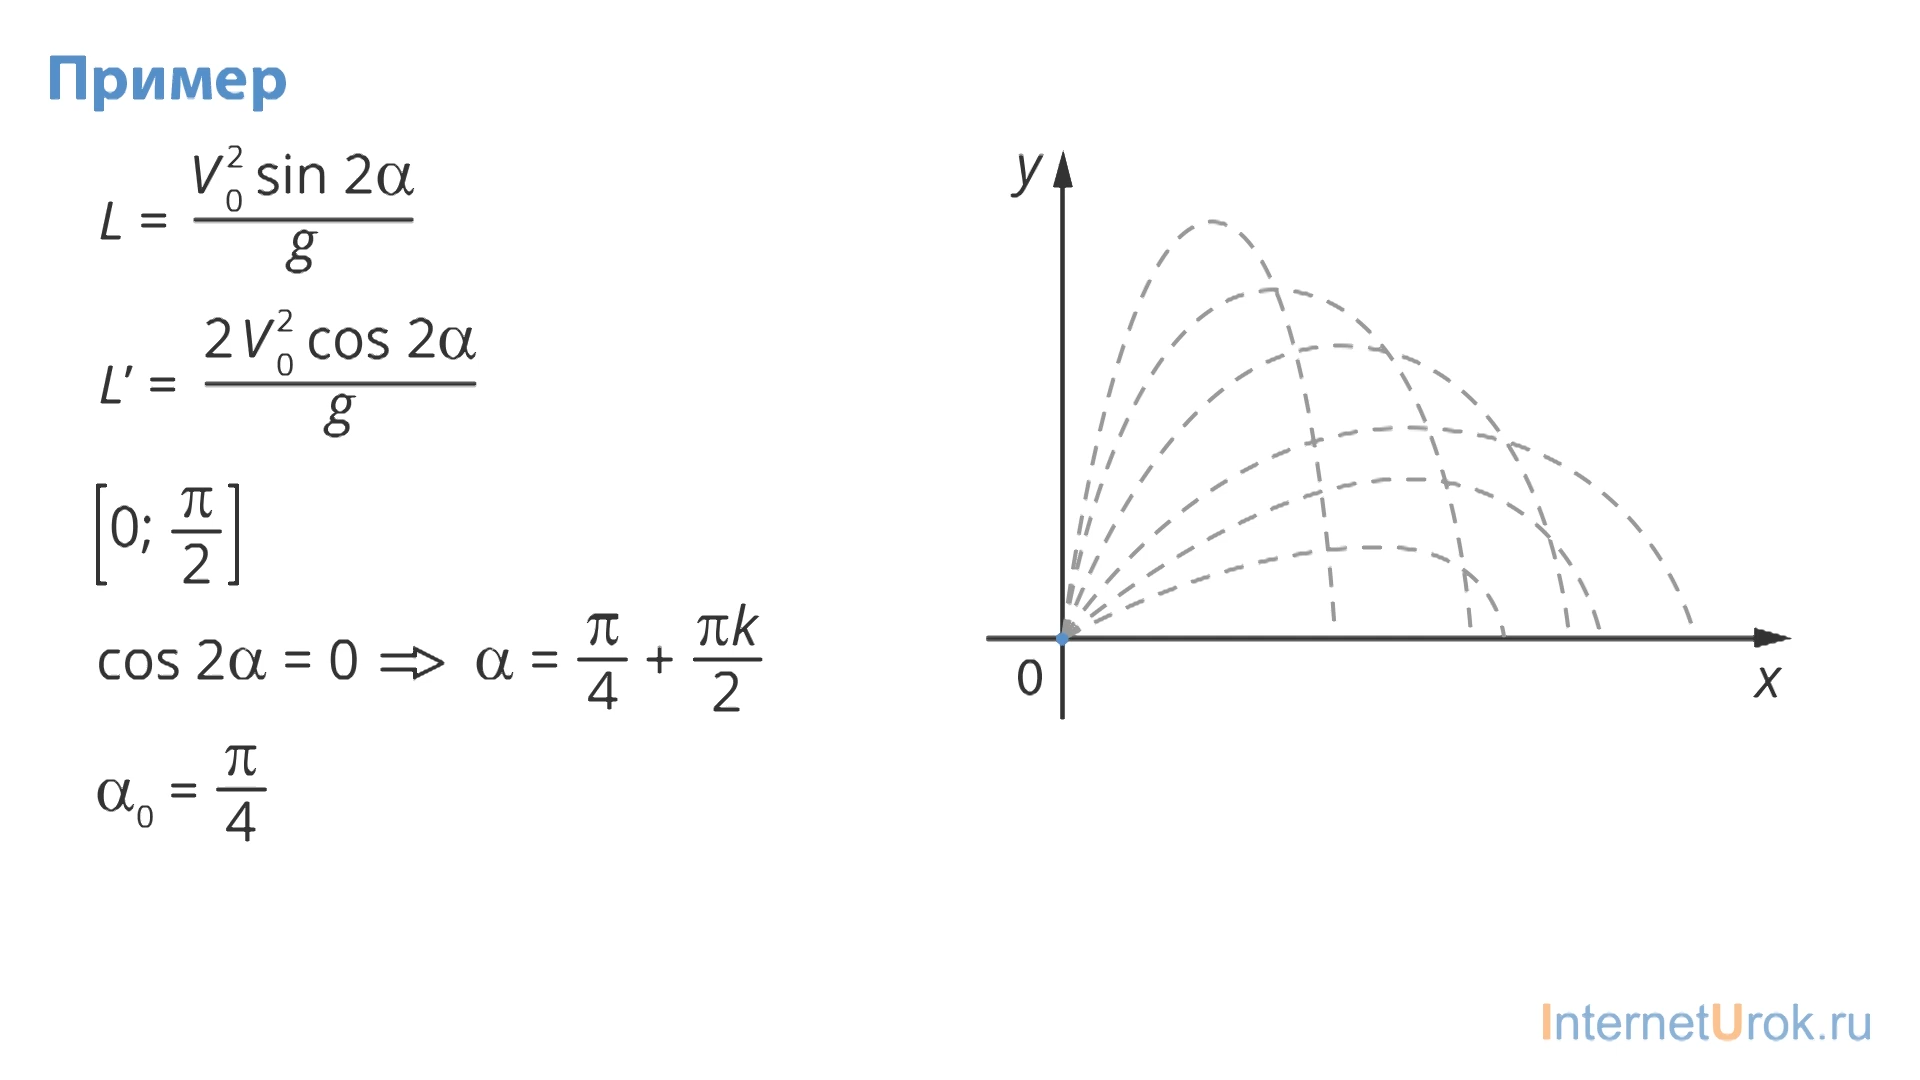 Пример
L = V₀² sin 2α / g
L' = 2V₀² cos 2α / g
[0; π/2]
cos 2α = 0 ⇒ α = π/4 + πk/2
α₀ = π/4
y
0
x
InternetUrok.ru